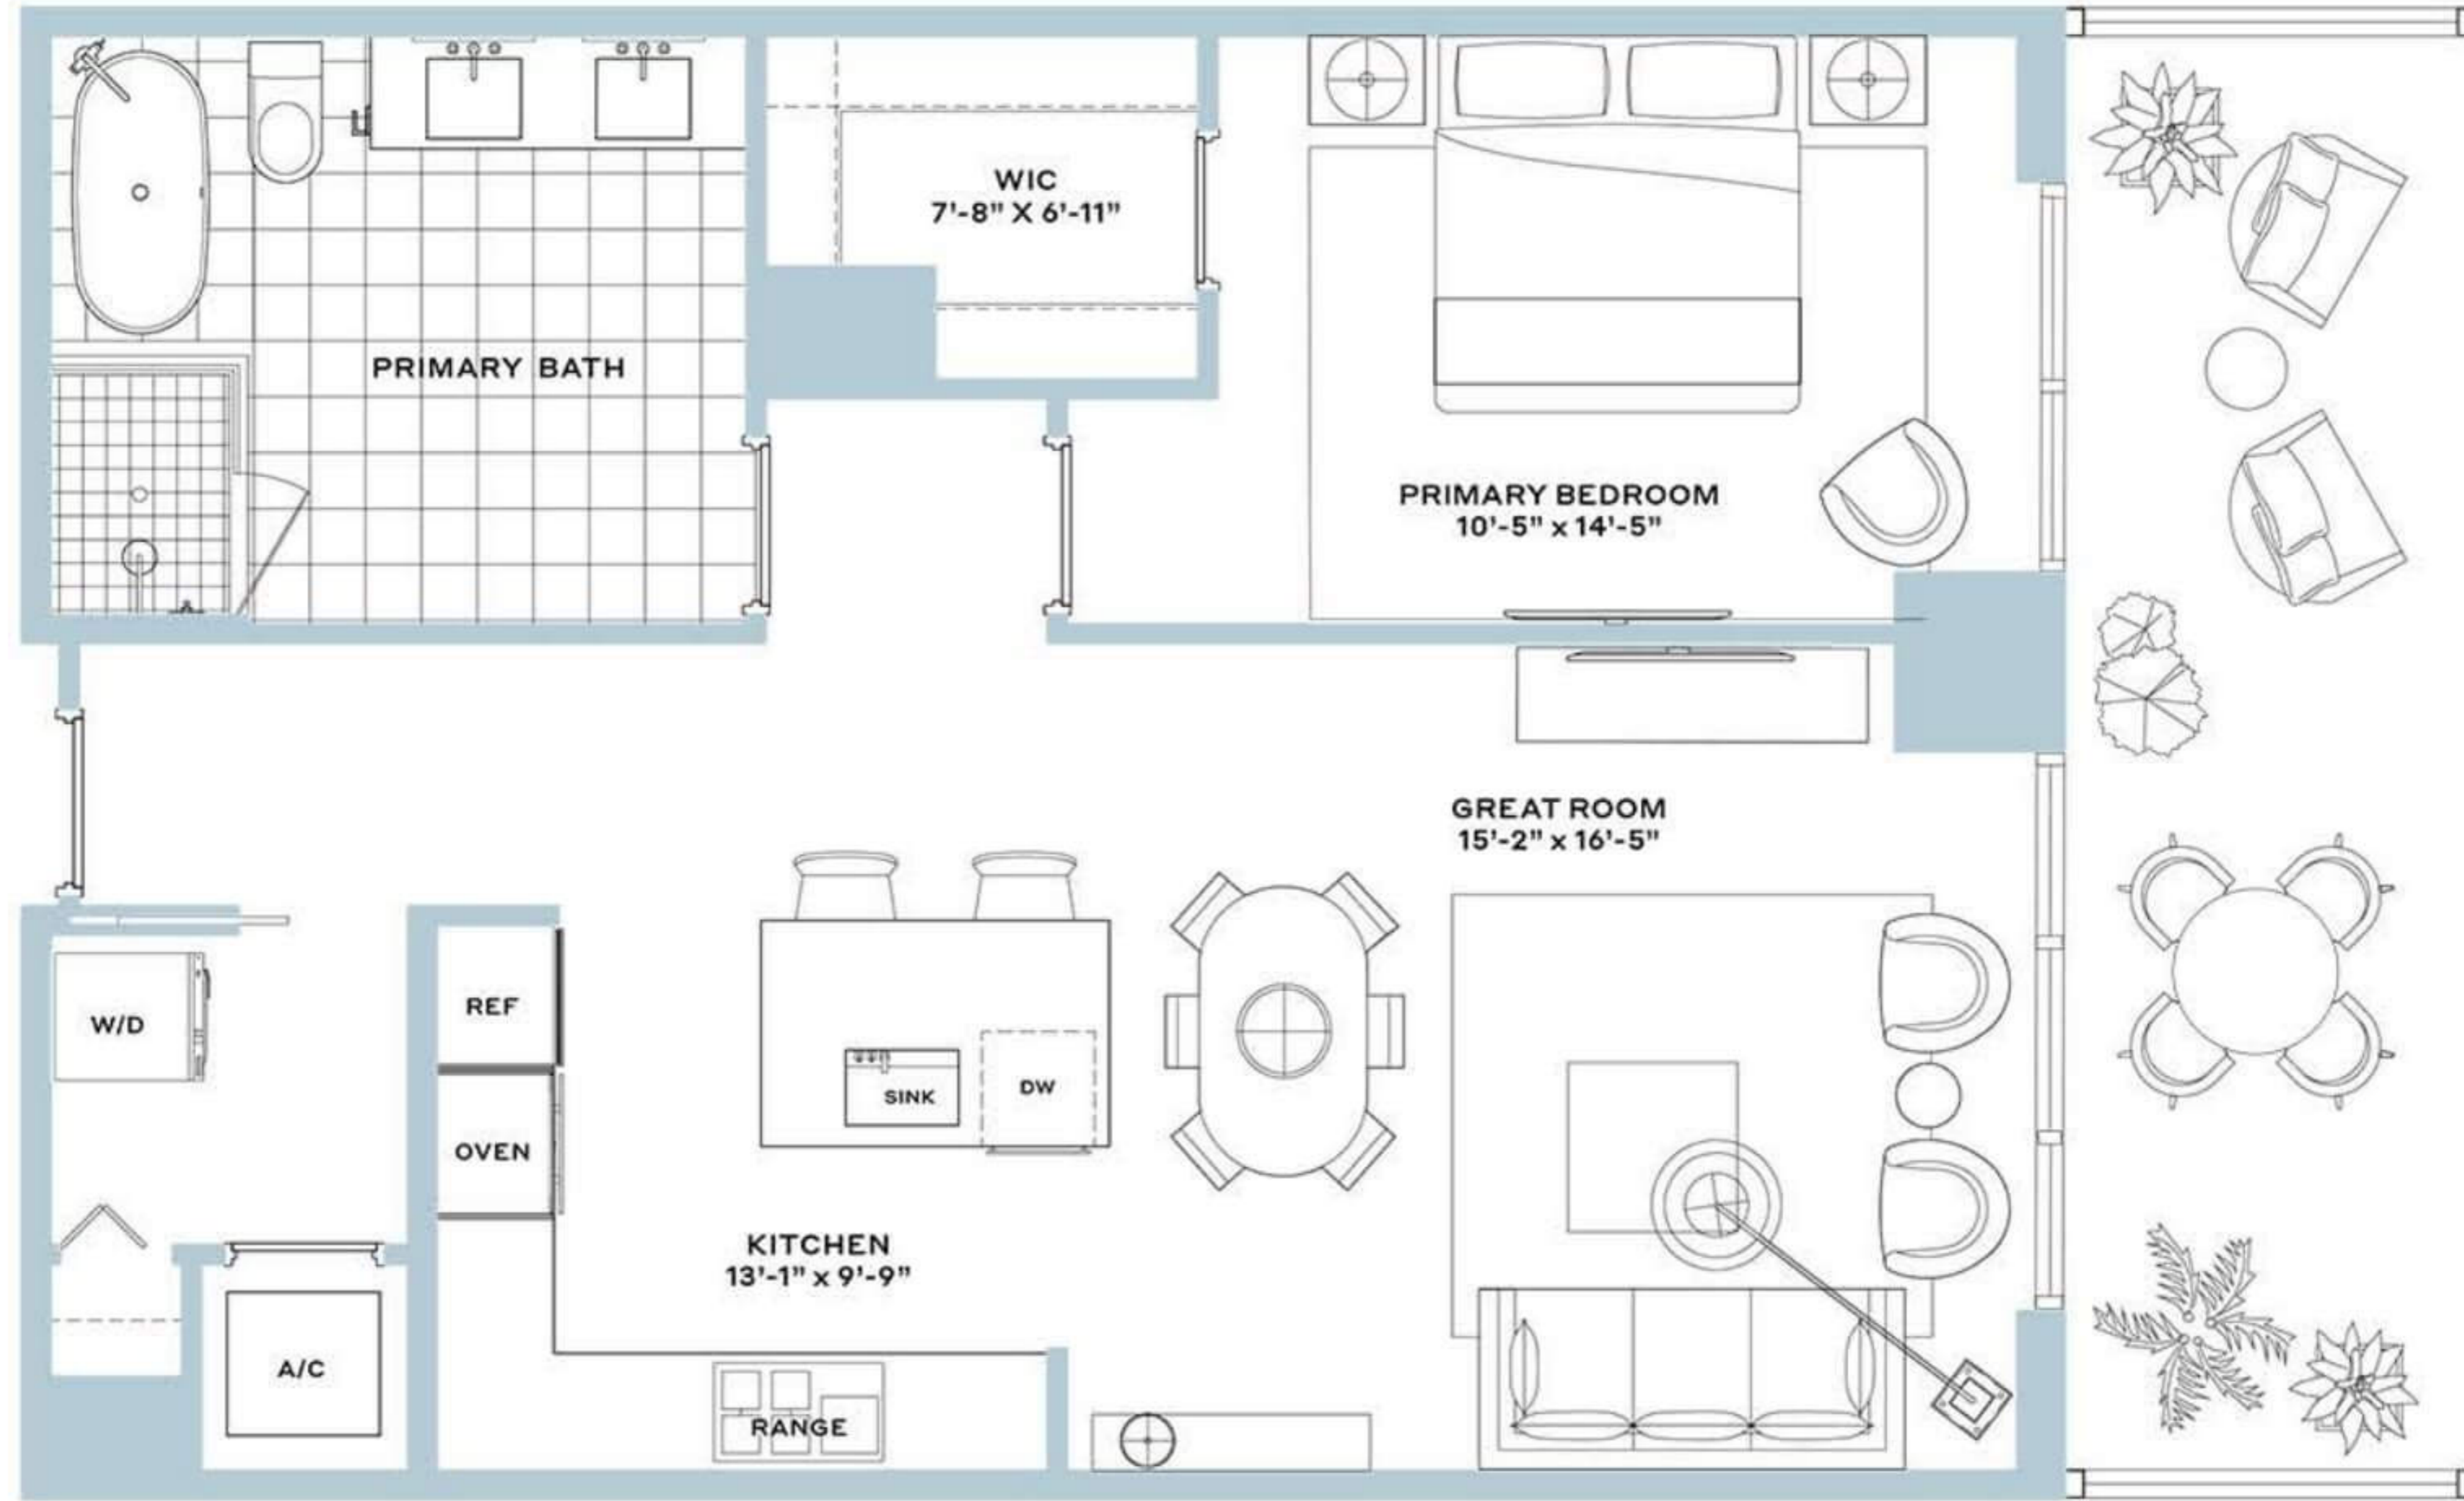 WIC
7'-8" X 6'-11"
PRIMARY BATH
PRIMARY BEDROOM
10'-5" x 14'-5"
GREAT ROOM
15'-2" x 16'-5"
REF
W/D
SINK
DW
OVEN
KITCHEN
13'-1" x 9'-9"
A/C
RANGE